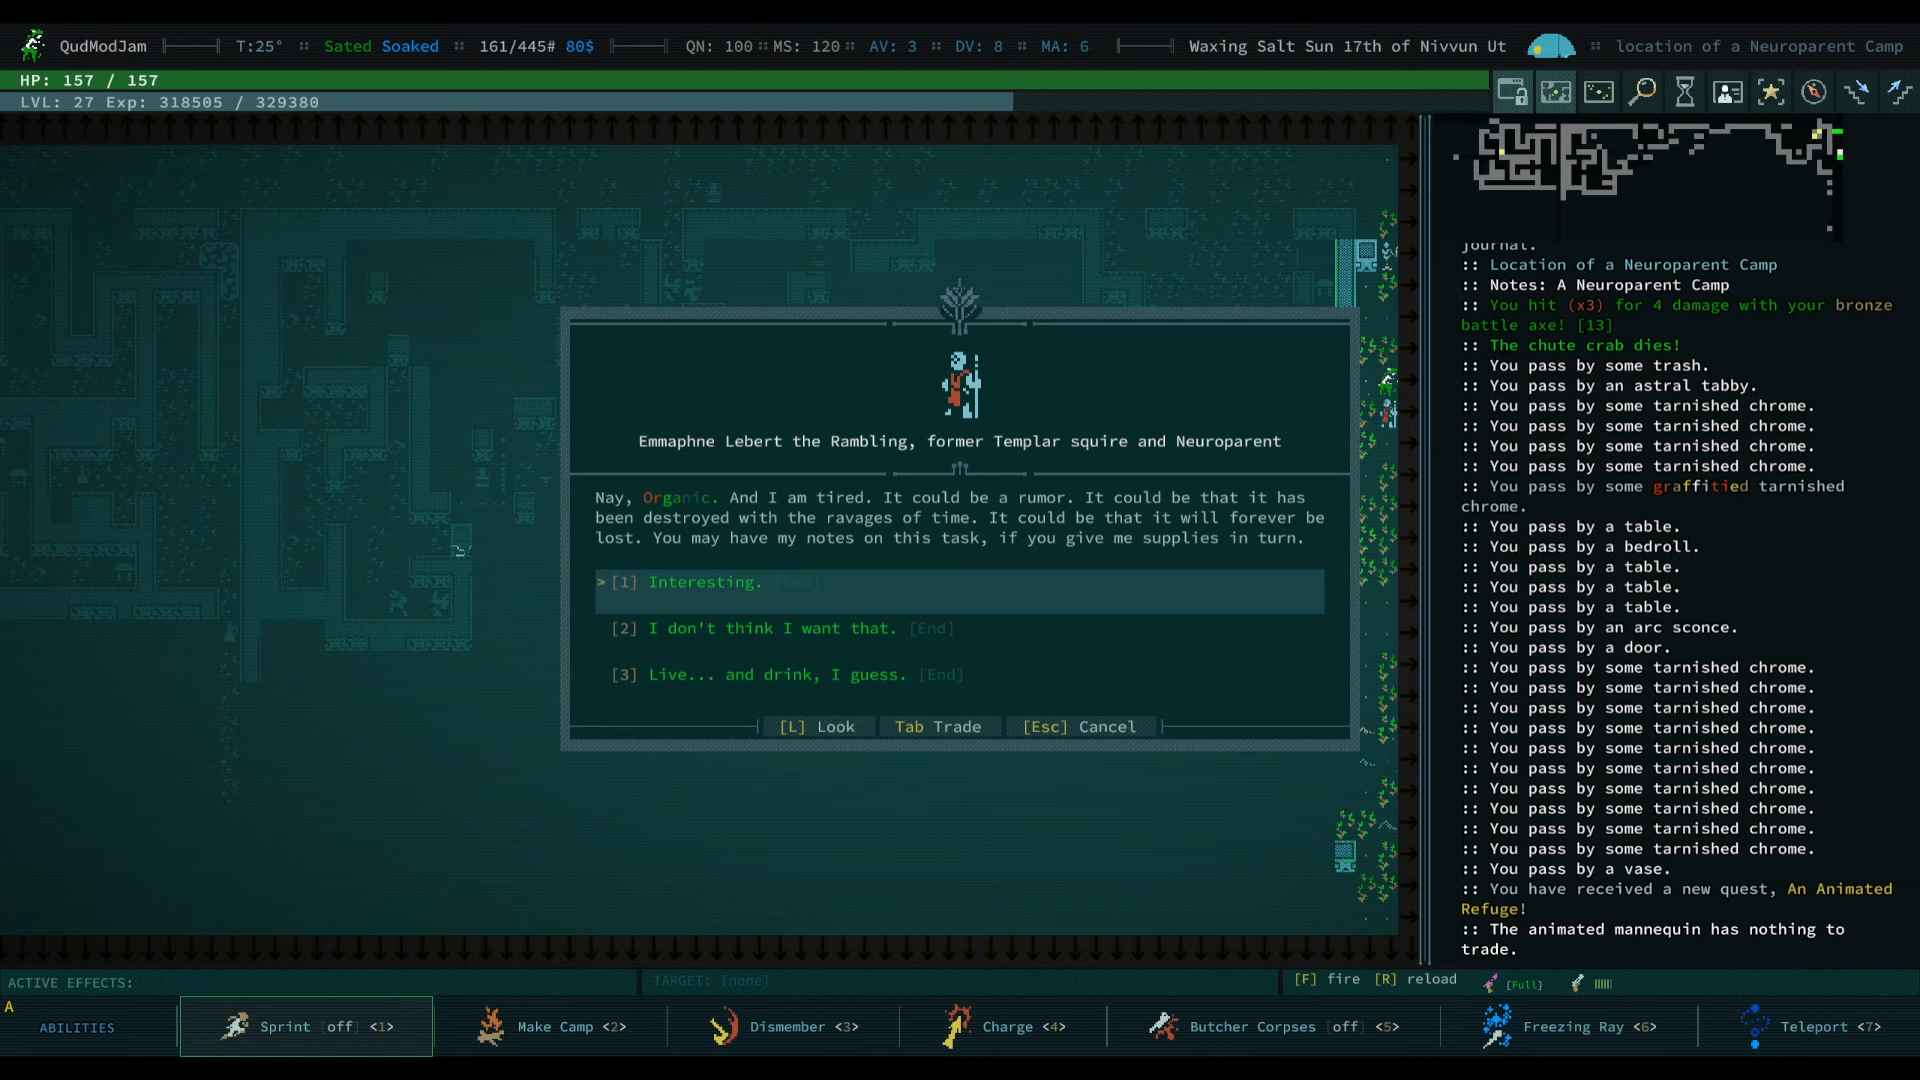 QudModJam T:25° :: Sated Soaked :: 161/445# 80$ QN: 100 :: MS: 120 :: AV: 3 :: DV: 8 :: MA: 6 Waxing Salt Sun 17th of Nivvun Ut :: location of a Neuroparent Camp
HP: 157 / 157
LVL: 27 Exp: 318505 / 329380
journal.
:: Location of a Neuroparent Camp
:: Notes: A Neuroparent Camp
:: You hit (x3) for 4 damage with your bronze
battle axe! [13]
:: The chute crab dies!
:: You pass by some trash.
:: You pass by an astral tabby.
:: You pass by some tarnished chrome.
:: You pass by some tarnished chrome.
:: You pass by some tarnished chrome.
:: You pass by some tarnished chrome.
:: You pass by some graffitied tarnished
chrome.
:: You pass by a table.
:: You pass by a bedroll.
:: You pass by a table.
:: You pass by a table.
:: You pass by a table.
:: You pass by an arc sconce.
:: You pass by a door.
:: You pass by some tarnished chrome.
:: You pass by some tarnished chrome.
:: You pass by some tarnished chrome.
:: You pass by some tarnished chrome.
:: You pass by some tarnished chrome.
:: You pass by some tarnished chrome.
:: You pass by some tarnished chrome.
:: You pass by some tarnished chrome.
:: You pass by some tarnished chrome.
:: You pass by some tarnished chrome.
:: You pass by a vase.
:: You have received a new quest, An Animated
Refuge!
:: The animated mannequin has nothing to
trade.
Emmaphne Lebert the Rambling, former Templar squire and Neuroparent
Nay, Organic. And I am tired. It could be a rumor. It could be that it has
been destroyed with the ravages of time. It could be that it will forever be
lost. You may have my notes on this task, if you give me supplies in turn.
> [1] Interesting. [End]
[2] I don't think I want that. [End]
[3] Live... and drink, I guess. [End]
[L] Look Tab Trade [Esc] Cancel
ACTIVE EFFECTS: TARGET: [none] [F] fire [R] reload [Full]
A
ABILITIES Sprint [off] <1> Make Camp <2> Dismember <3> Charge <4> Butcher Corpses [off] <5> Freezing Ray <6> Teleport <7>